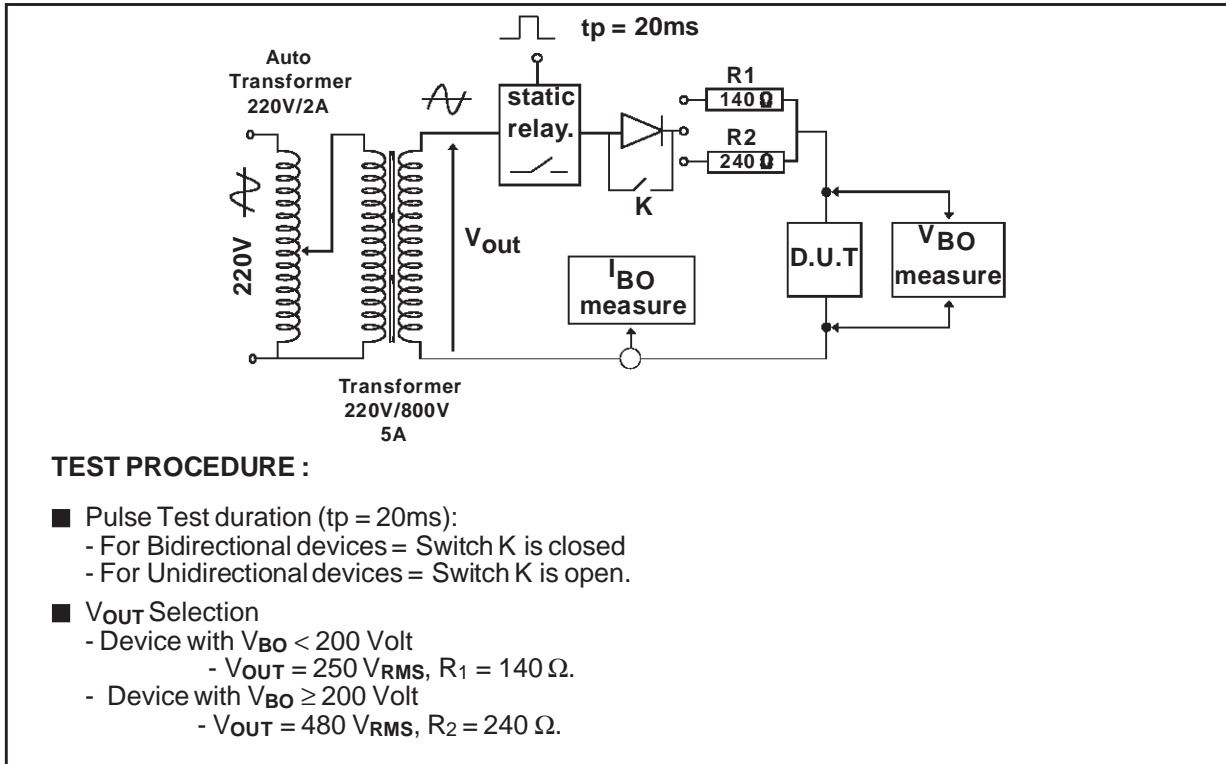 tp = 20ms
Auto
Transformer
220V/2A
static
relay.
R1
140 Ω
R2
240 Ω
K
220V
Vout
IBO
measure
D.U.T
VBO
measure
Transformer
220V/800V
5A
TEST PROCEDURE :
■ Pulse Test duration (tp = 20ms):
- For Bidirectional devices = Switch K is closed
- For Unidirectional devices = Switch K is open.
■ VOUT Selection
- Device with VBO < 200 Volt
- VOUT = 250 VRMS, R1 = 140 Ω.
- Device with VBO ≥ 200 Volt
- VOUT = 480 VRMS, R2 = 240 Ω.